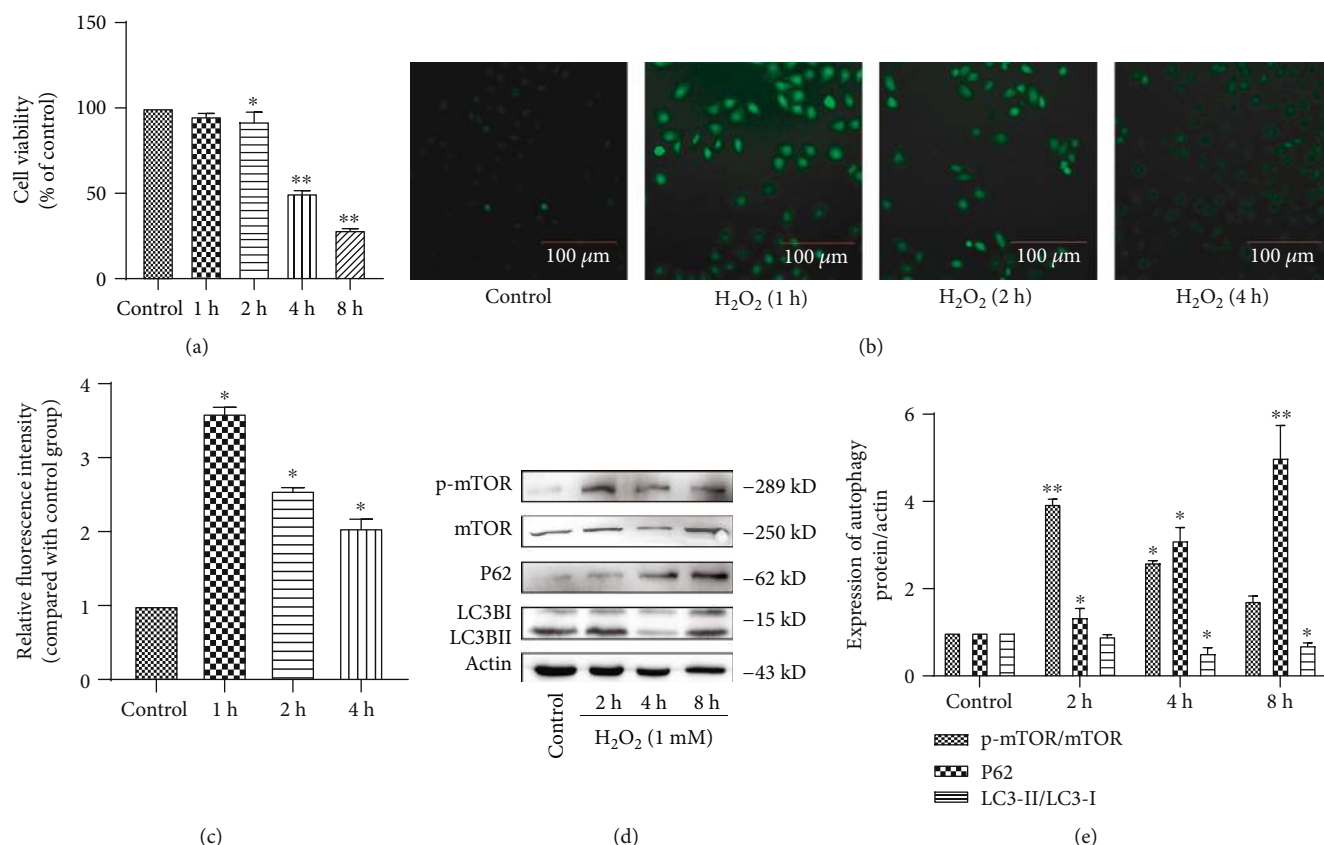 150
100
50
0
Cell viability
(% of control)
*
**
**
Control 1 h 2 h 4 h 8 h
(a)
100 μm
100 μm
100 μm
100 μm
Control
H₂O₂ (1 h)
H₂O₂ (2 h)
H₂O₂ (4 h)
(b)
4
3
2
1
0
Relative fluorescence intensity
(compared with control group)
*
*
*
Control 1 h 2 h 4 h
(c)
p-mTOR −289 kD
mTOR −250 kD
P62 −62 kD
LC3BI −15 kD
LC3BII
Actin −43 kD
Control 2 h 4 h 8 h
H₂O₂ (1 mM)
(d)
6
4
2
0
Expression of autophagy
protein/actin
**
*
*
*
*
**
*
Control 2 h 4 h 8 h
p-mTOR/mTOR
P62
LC3-II/LC3-I
(e)